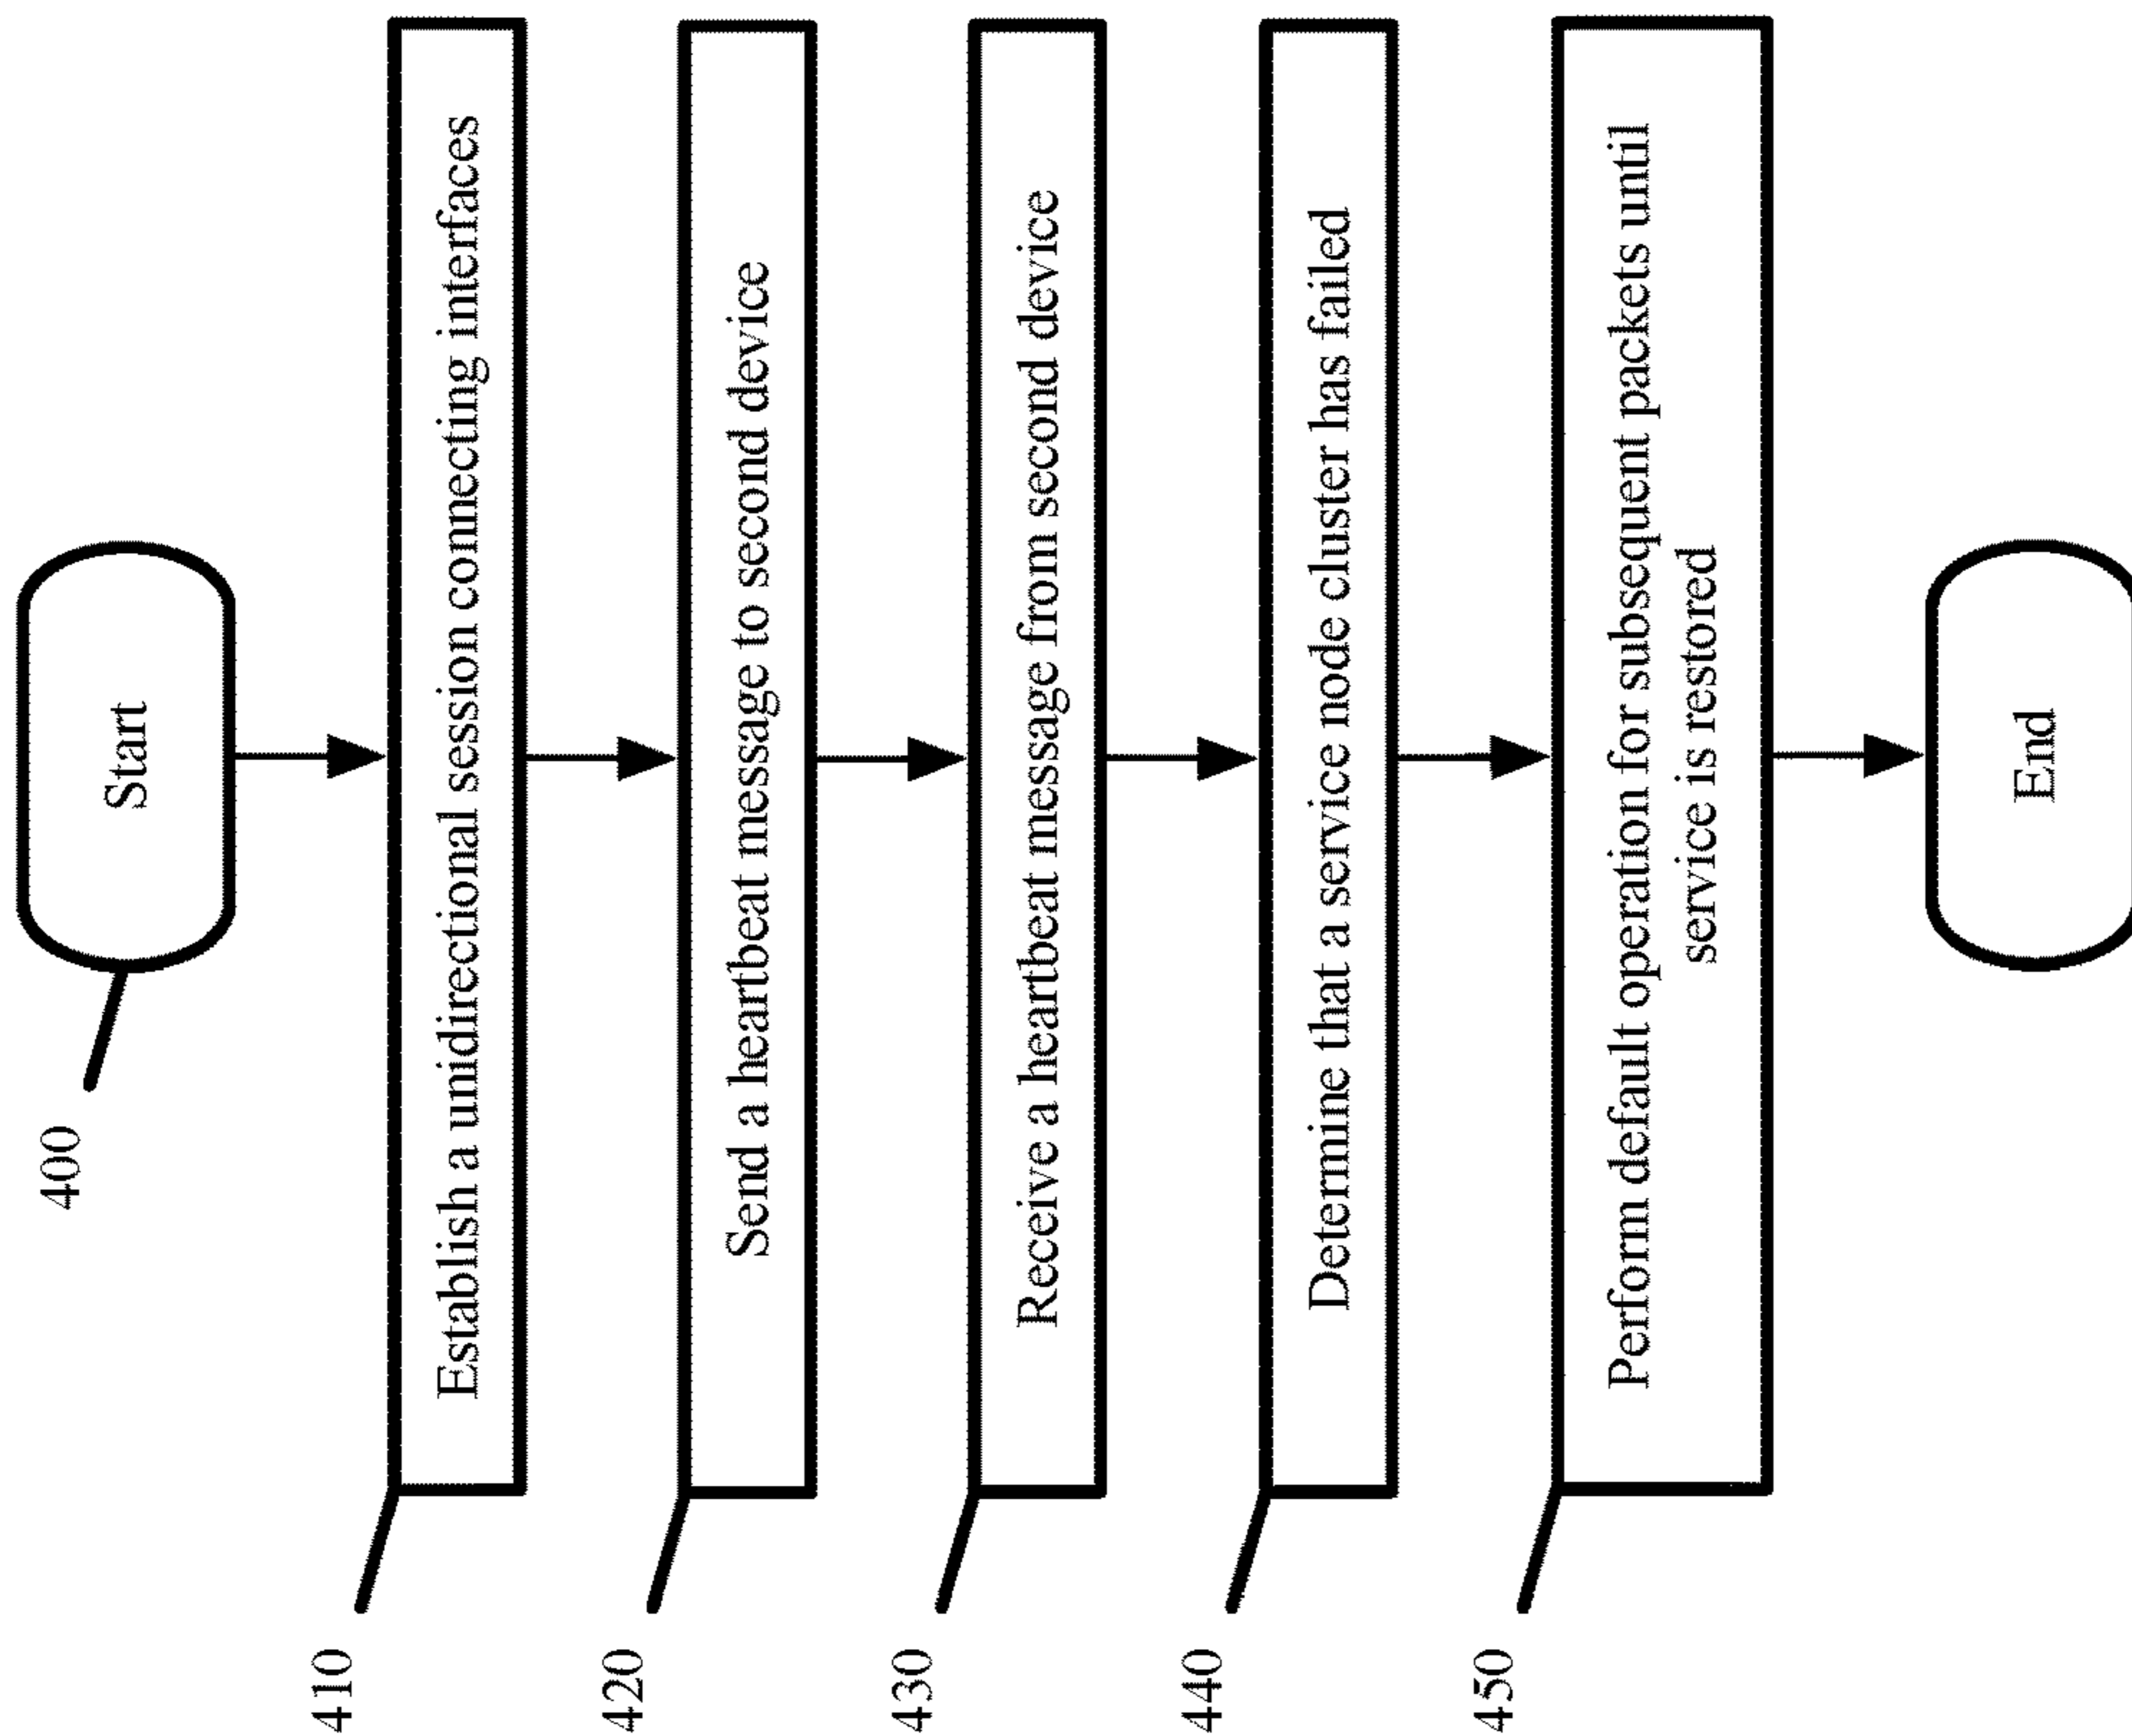 400
Start
410
Establish a unidirectional session connecting interfaces
420
Send a heartbeat message to second device
430
Receive a heartbeat message from second device
440
Determine that a service node cluster has failed
450
Perform default operation for subsequent packets until
service is restored
End